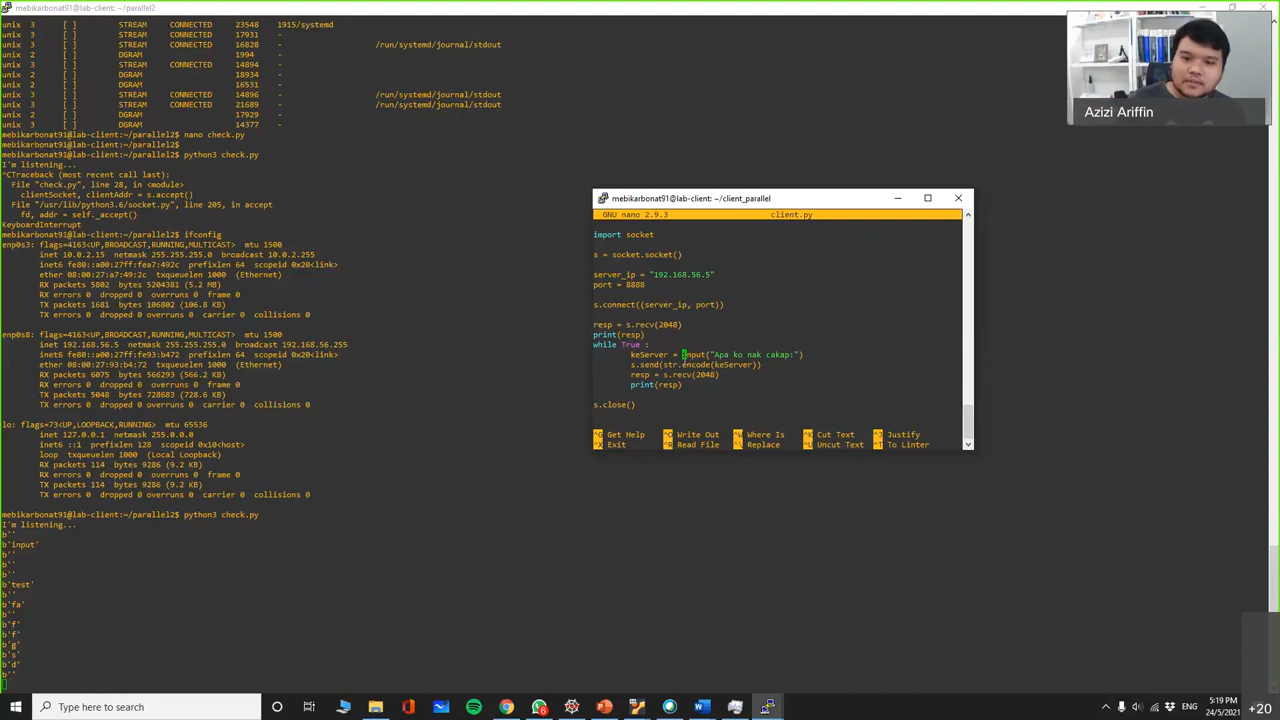 mebikarbonat91@lab-client: ~/parallel2
unix 3 [ ] STREAM CONNECTED 23548 1915/systemd
unix 3 [ ] STREAM CONNECTED 17931 -
unix 3 [ ] STREAM CONNECTED 16828 - /run/systemd/journal/stdout
unix 2 [ ] DGRAM 1994 -
unix 3 [ ] STREAM CONNECTED 14894 -
unix 2 [ ] DGRAM 18934 -
unix 2 [ ] DGRAM 16531 -
unix 3 [ ] STREAM CONNECTED 14896 - /run/systemd/journal/stdout
unix 3 [ ] STREAM CONNECTED 21689 - /run/systemd/journal/stdout
unix 2 [ ] DGRAM 17929 -
unix 3 [ ] DGRAM 14377 -
mebikarbonat91@lab-client:~/parallel2$ nano check.py
mebikarbonat91@lab-client:~/parallel2$
mebikarbonat91@lab-client:~/parallel2$ python3 check.py
I'm listening...
^CTraceback (most recent call last):
File "check.py", line 28, in <module>
clientSocket, clientAddr = s.accept()
File "/usr/lib/python3.6/socket.py", line 205, in accept
fd, addr = self._accept()
KeyboardInterrupt
mebikarbonat91@lab-client:~/parallel2$ ifconfig
enp0s3: flags=4163<UP,BROADCAST,RUNNING,MULTICAST> mtu 1500
inet 10.0.2.15 netmask 255.255.255.0 broadcast 10.0.2.255
inet6 fe80::a00:27ff:fea7:492c prefixlen 64 scopeid 0x20<link>
ether 08:00:27:a7:49:2c txqueuelen 1000 (Ethernet)
RX packets 5802 bytes 5204381 (5.2 MB)
RX errors 0 dropped 0 overruns 0 frame 0
TX packets 1681 bytes 106802 (106.8 KB)
TX errors 0 dropped 0 overruns 0 carrier 0 collisions 0
enp0s8: flags=4163<UP,BROADCAST,RUNNING,MULTICAST> mtu 1500
inet 192.168.56.5 netmask 255.255.255.0 broadcast 192.168.56.255
inet6 fe80::a00:27ff:fe93:b472 prefixlen 64 scopeid 0x20<link>
ether 08:00:27:93:b4:72 txqueuelen 1000 (Ethernet)
RX packets 6075 bytes 566293 (566.2 KB)
RX errors 0 dropped 0 overruns 0 frame 0
TX packets 5048 bytes 728683 (728.6 KB)
TX errors 0 dropped 0 overruns 0 carrier 0 collisions 0
lo: flags=73<UP,LOOPBACK,RUNNING> mtu 65536
inet 127.0.0.1 netmask 255.0.0.0
inet6 ::1 prefixlen 128 scopeid 0x10<host>
loop txqueuelen 1000 (Local Loopback)
RX packets 114 bytes 9286 (9.2 KB)
RX errors 0 dropped 0 overruns 0 frame 0
TX packets 114 bytes 9286 (9.2 KB)
TX errors 0 dropped 0 overruns 0 carrier 0 collisions 0
mebikarbonat91@lab-client:~/parallel2$ python3 check.py
I'm listening...
b''
b'input'
b''
b''
b''
b'test'
b''
b'fa'
b''
b'f'
b'f'
b'g'
b's'
b'd'
b''
Azizi Ariffin
mebikarbonat91@lab-client: ~/client_parallel
GNU nano 2.9.3 client.py
import socket
s = socket.socket()
server_ip = "192.168.56.5"
port = 8888
s.connect((server_ip, port))
resp = s.recv(2048)
print(resp)
while True :
keServer = input("Apa ko nak cakap:")
s.send(str.encode(keServer))
resp = s.recv(2048)
print(resp)
s.close()
^G Get Help ^O Write Out ^W Where Is ^K Cut Text ^J Justify
^X Exit ^R Read File ^\ Replace ^U Uncut Text ^T To Linter
Type here to search
5:19 PM
24/5/2021
+20